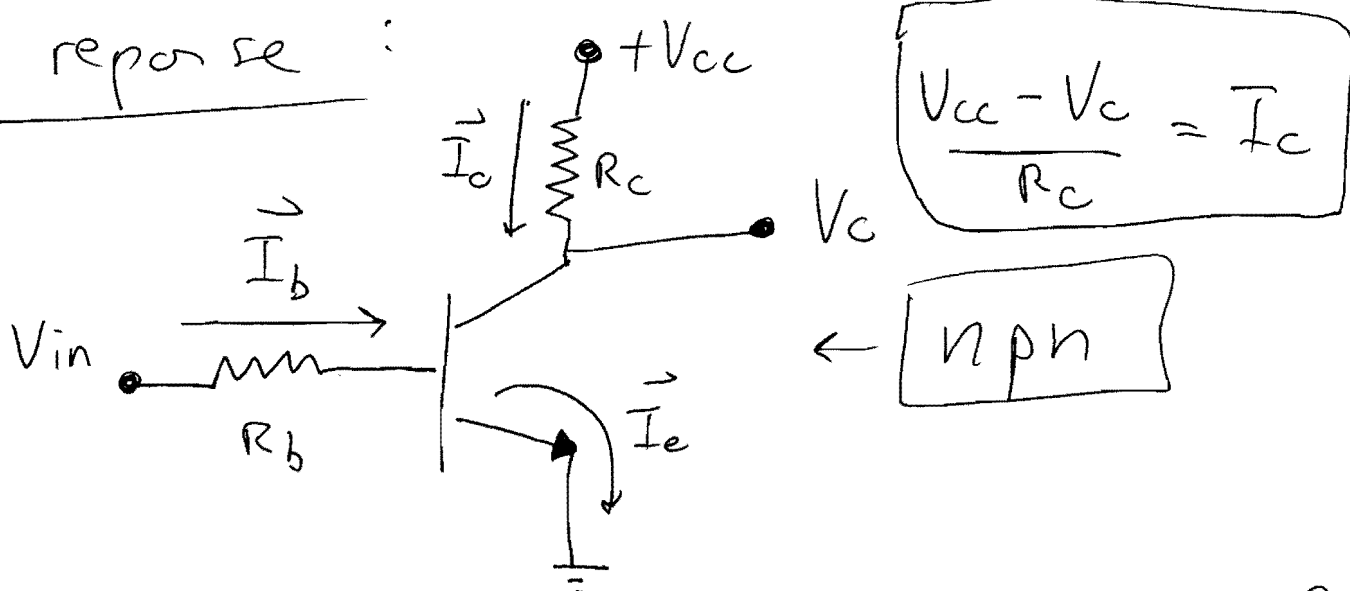 reponse :
+Vcc
Vcc - Vc
= Ic
Rc
Ic
Rc
Vc
Ib
Vin
← npn
Rb
Ie